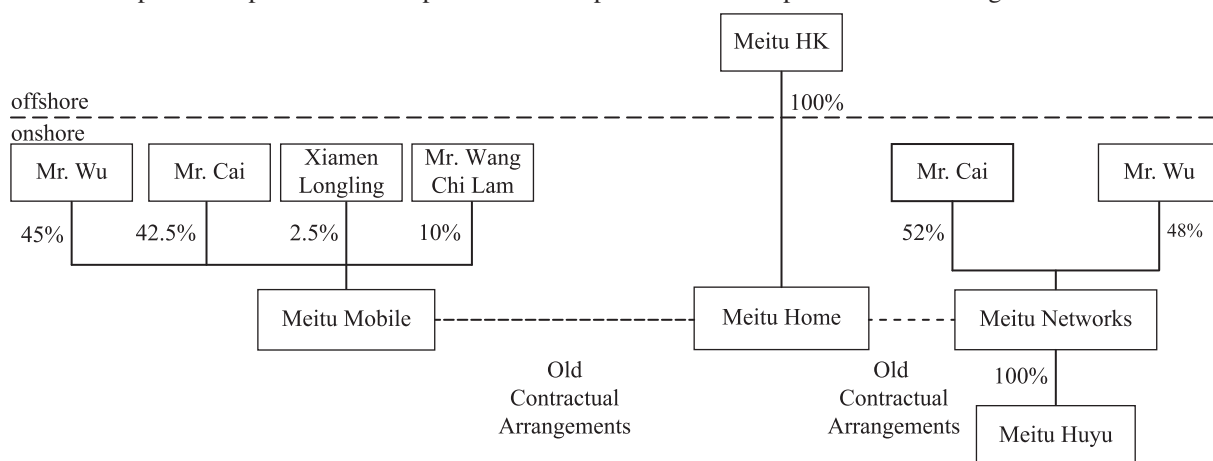 Meitu HK
100%
offshore
onshore
Mr. Wu
Mr. Cai
Xiamen
Longling
Mr. Wang
Chi Lam
Mr. Cai
Mr. Wu
45%
42.5%
2.5%
10%
52%
48%
Meitu Mobile
Meitu Home
Meitu Networks
Old
Contractual
Arrangements
Old
Contractual
Arrangements
100%
Meitu Huyu